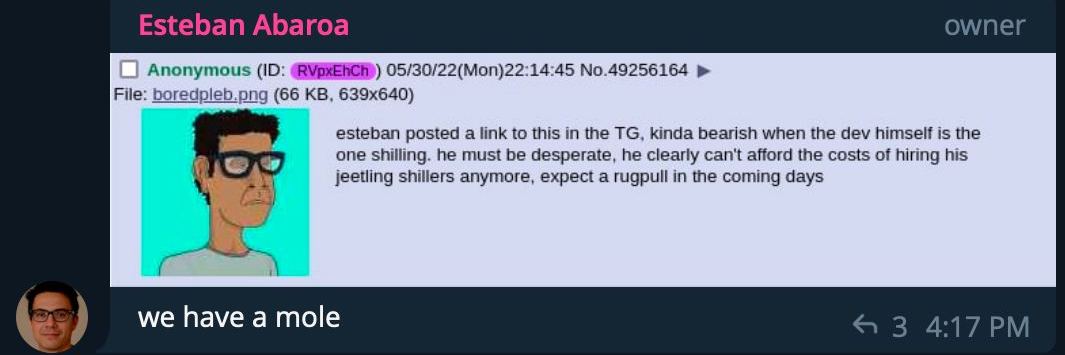 Esteban Abaroa owner
Anonymous (ID: RVpxEhCh) 05/30/22(Mon)22:14:45 No.49256164 ▶
File: boredpleb.png (66 KB, 639x640)
esteban posted a link to this in the TG, kinda bearish when the dev himself is the
one shilling. he must be desperate, he clearly can't afford the costs of hiring his
jeetling shillers anymore, expect a rugpull in the coming days
we have a mole
3 4:17 PM